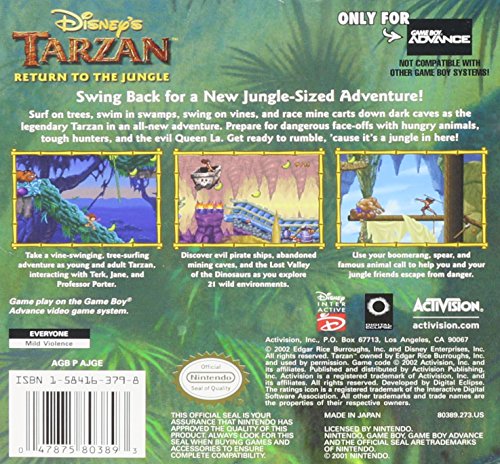 Disney's
TARZAN
RETURN TO THE JUNGLE
ONLY FOR
GAME BOY
ADVANCE
NOT COMPATIBLE WITH
OTHER GAME BOY SYSTEMS!
Swing Back for a New Jungle-Sized Adventure!
Surf on trees, swim in swamps, swing on vines, and race mine carts down dark caves as the
legendary Tarzan in an all-new adventure. Prepare for dangerous face-offs with hungry animals,
tough hunters, and the evil Queen La. Get ready to rumble, 'cause it's a jungle in here!
Take a vine-swinging, tree-surfing
adventure as young and adult Tarzan,
interacting with Terk, Jane, and
Professor Porter.
Discover evil pirate ships, abandoned
mining caves, and the Lost Valley
of the Dinosaurs as you explore
21 wild environments.
Use your boomerang, spear, and
famous animal call to help you and your
jungle friends escape from danger.
Game play on the Game Boy®
Advance video game system.
EVERYONE
Mild Violence
AGB P AJGE
ISBN 1-58416-379-8
0 47875 80389 3
Official
Nintendo
Seal of Quality
Disney
INTER
ACTIVE
DIGITAL ECLIPSE
ACTIVISION.
activision.com
Activision, Inc., P.O. Box 67713, Los Angeles, CA 90067
© 2002 Edgar Rice Burroughs, Inc. and Disney Enterprises, Inc.
All rights reserved. Tarzan® owned by Edgar Rice Burroughs, Inc.
and used by permission. Game code © 2002 Activision, Inc. and
its affiliates. Published and distributed by Activision Publishing,
Inc. Activision is a registered trademark of Activision, Inc. and its
affiliates. All rights reserved. Developed by Digital Eclipse.
The ratings icon is a registered trademark of the Interactive Digital
Software Association. All other trademarks and trade names are
the properties of their respective owners.
THIS OFFICIAL SEAL IS YOUR
ASSURANCE THAT NINTENDO HAS
APPROVED THE QUALITY OF THIS
PRODUCT. ALWAYS LOOK FOR THIS
SEAL WHEN BUYING GAMES AND
ACCESSORIES TO ENSURE
COMPLETE COMPATIBILITY.
MADE IN JAPAN
80389.273.US
LICENSED BY NINTENDO.
NINTENDO, GAME BOY, GAME BOY ADVANCE
AND THE OFFICIAL SEAL ARE TRADEMARKS
OF NINTENDO.
© 2001 NINTENDO.